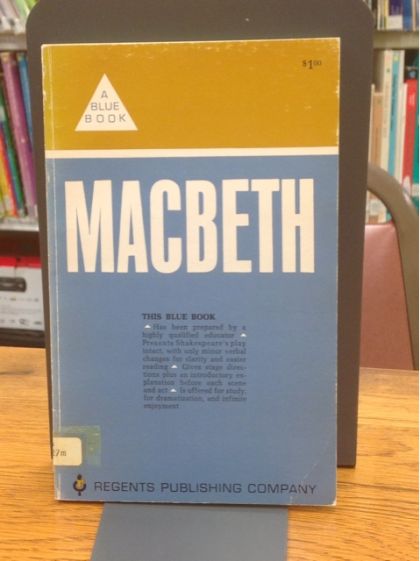 $1.00
A
BLUE
BOOK
MACBETH
THIS BLUE BOOK
Has been prepared by a
highly qualified educator
Presents Shakespeare's play
intact, with only minor verbal
changes for clarity and easier
reading Gives stage direc-
tions plus an introductory ex-
planation before each scene
and act Is offered for study,
for dramatization, and infinite
enjoyment
7m
REGENTS PUBLISHING COMPANY